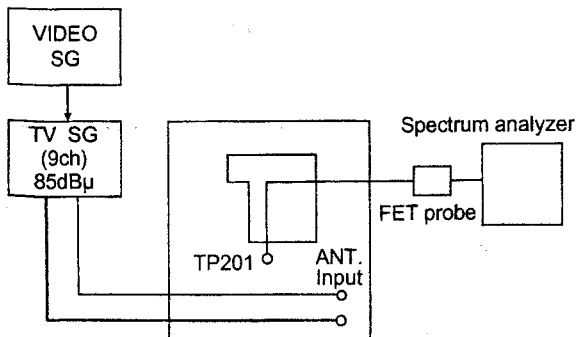 VIDEO
SG
TV SG
(9ch)
85dBµ
Spectrum analyzer
FET probe
TP201
ANT.
Input